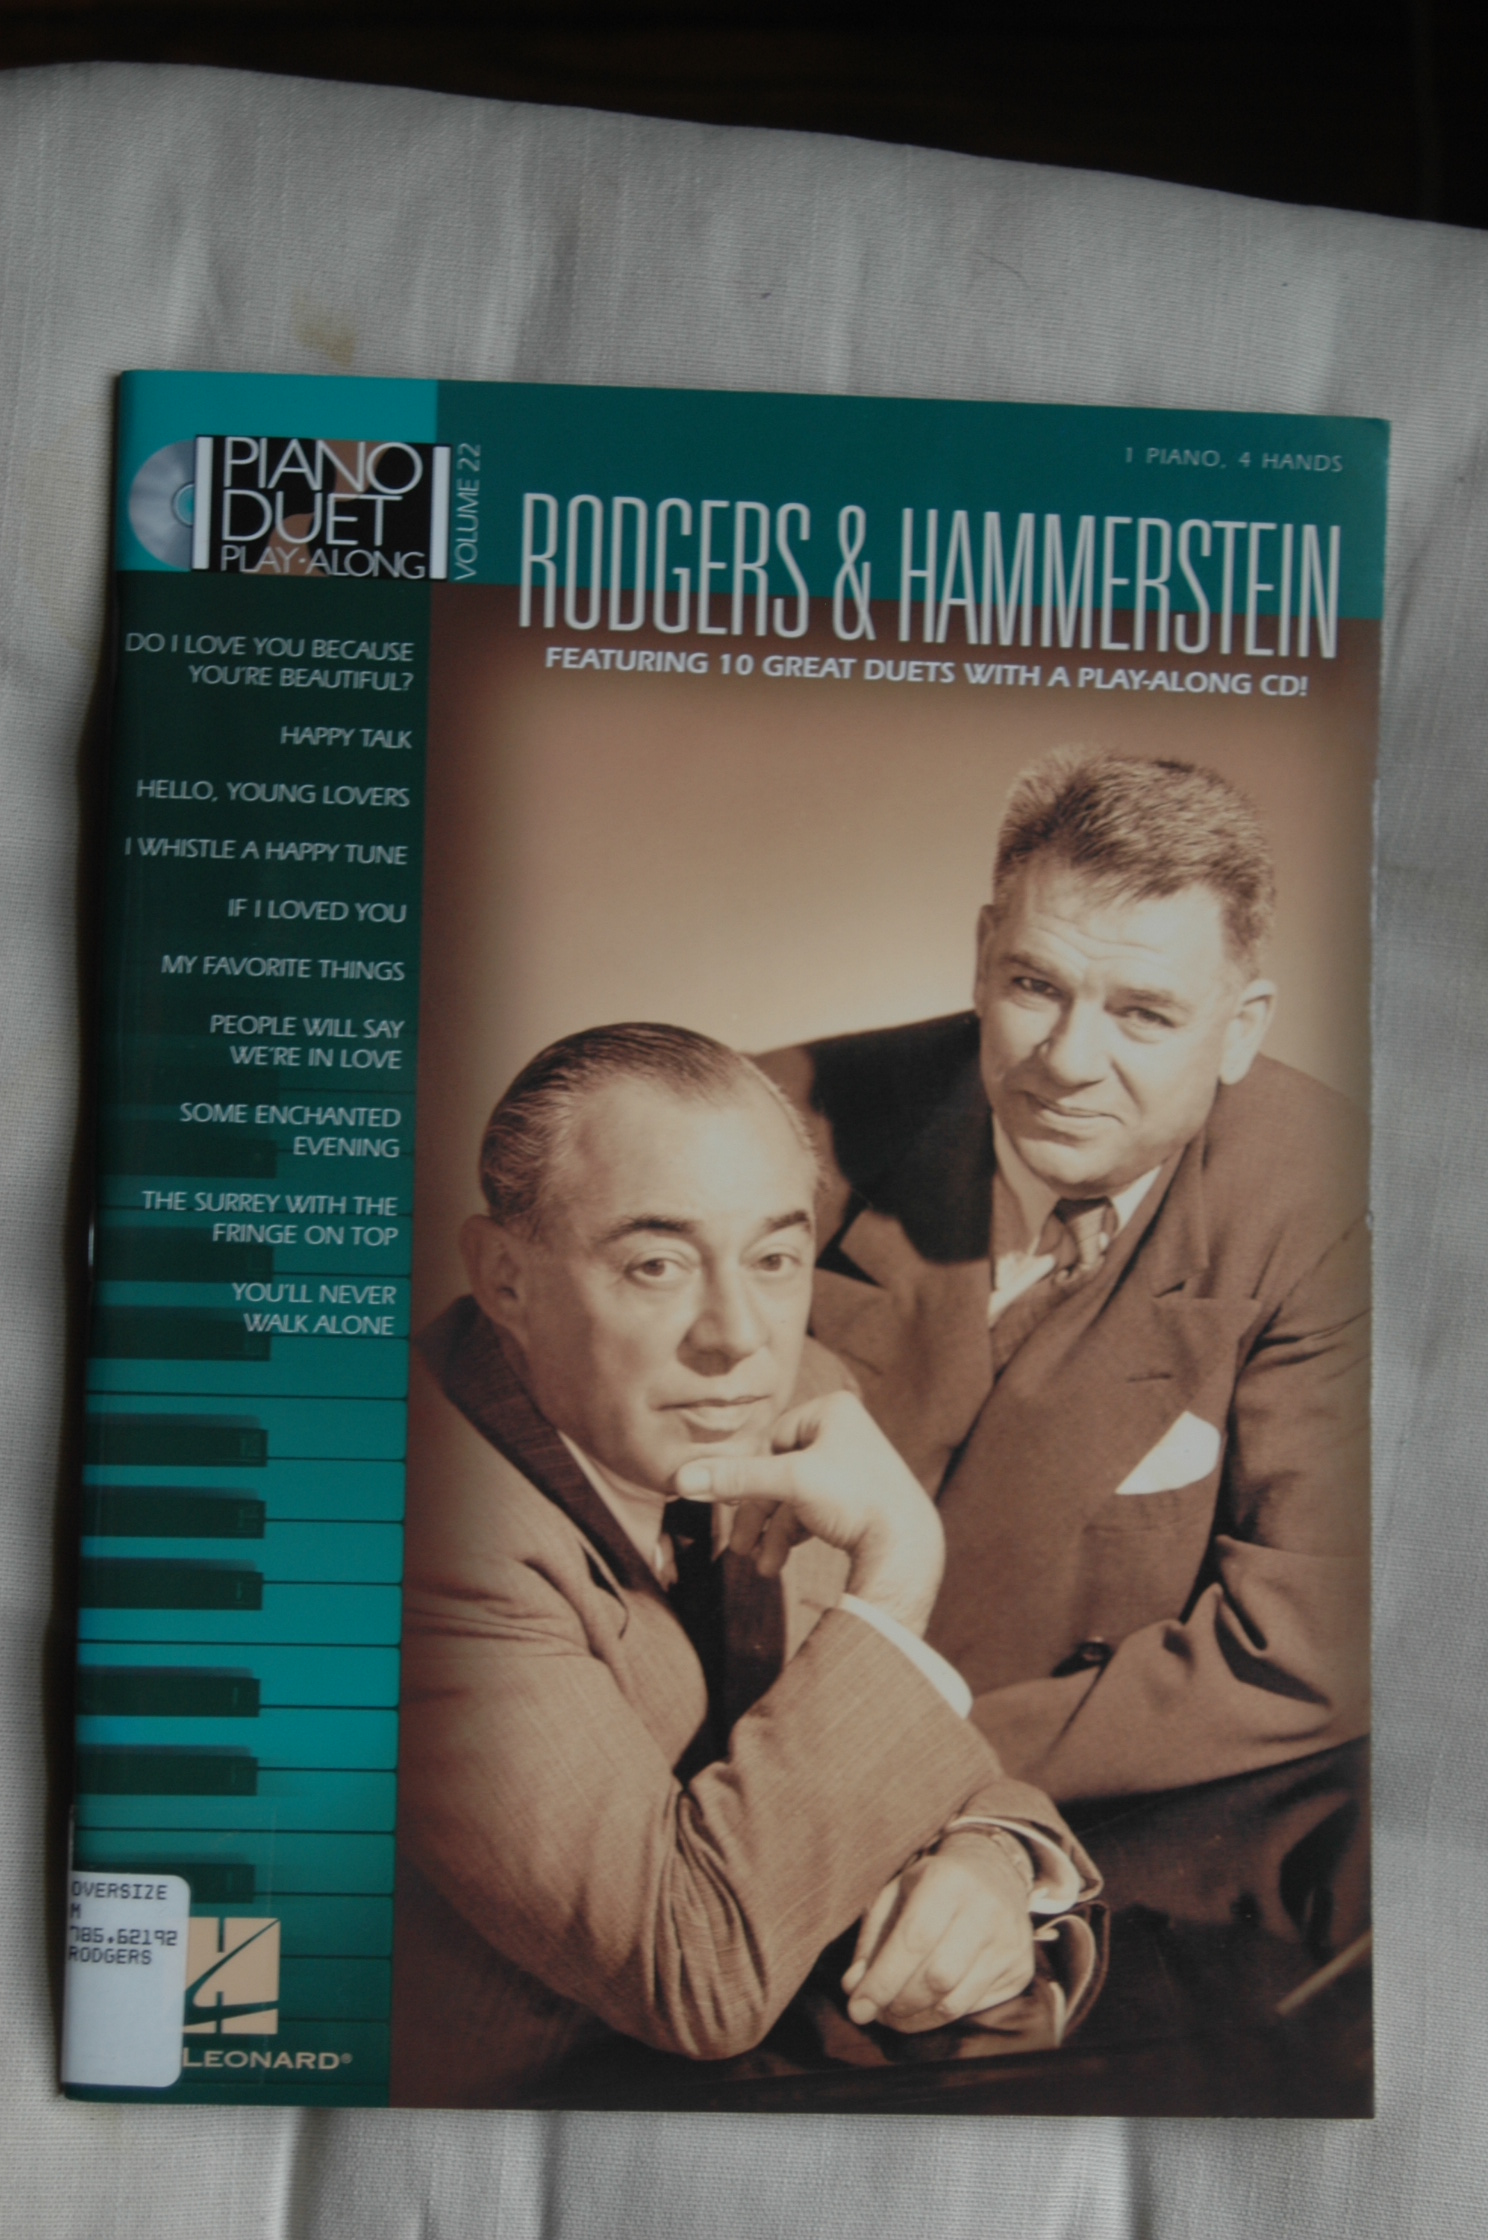 PIANO
DUET
PLAY-ALONG
VOLUME 22
1 PIANO, 4 HANDS
RODGERS & HAMMERSTEIN
FEATURING 10 GREAT DUETS WITH A PLAY-ALONG CD!
DO I LOVE YOU BECAUSE
YOU'RE BEAUTIFUL?
HAPPY TALK
HELLO, YOUNG LOVERS
I WHISTLE A HAPPY TUNE
IF I LOVED YOU
MY FAVORITE THINGS
PEOPLE WILL SAY
WE'RE IN LOVE
SOME ENCHANTED
EVENING
THE SURREY WITH THE
FRINGE ON TOP
YOU'LL NEVER
WALK ALONE
OVERSIZE
M
785.62192
RODGERS
LEONARD®